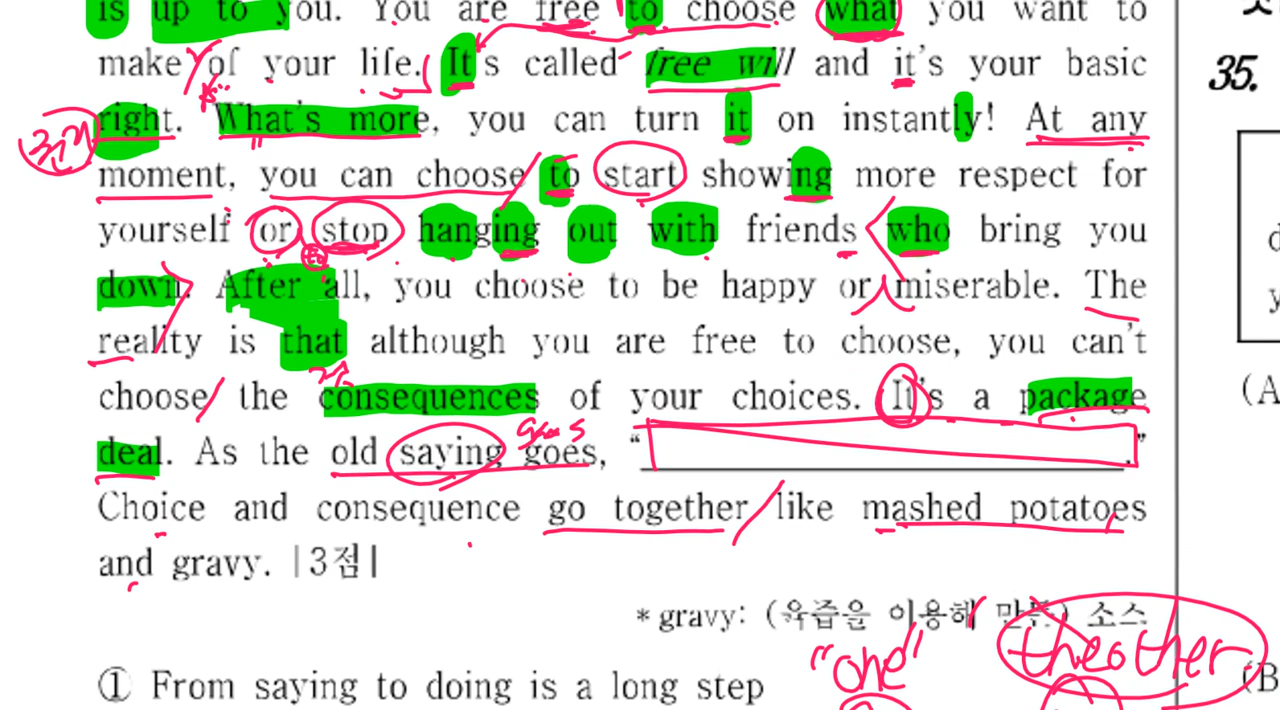 is up to you. You are free to choose what you want to
35.
make of your life. It's called free will and it's your basic
right. What's more, you can turn it on instantly! At any
moment, you can choose to start showing more respect for
yourself or stop hanging out with friends who bring you
down. After all, you choose to be happy or miserable. The
reality is that although you are free to choose, you can't
choose the consequences of your choices. It's a package
(A
deal. As the old saying goes, "          ."
goes
Choice and consequence go together like mashed potatoes
and gravy. |3점|
* gravy: (육즙을 이용해 만든) 소스
"one" the other
① From saying to doing is a long step
(B